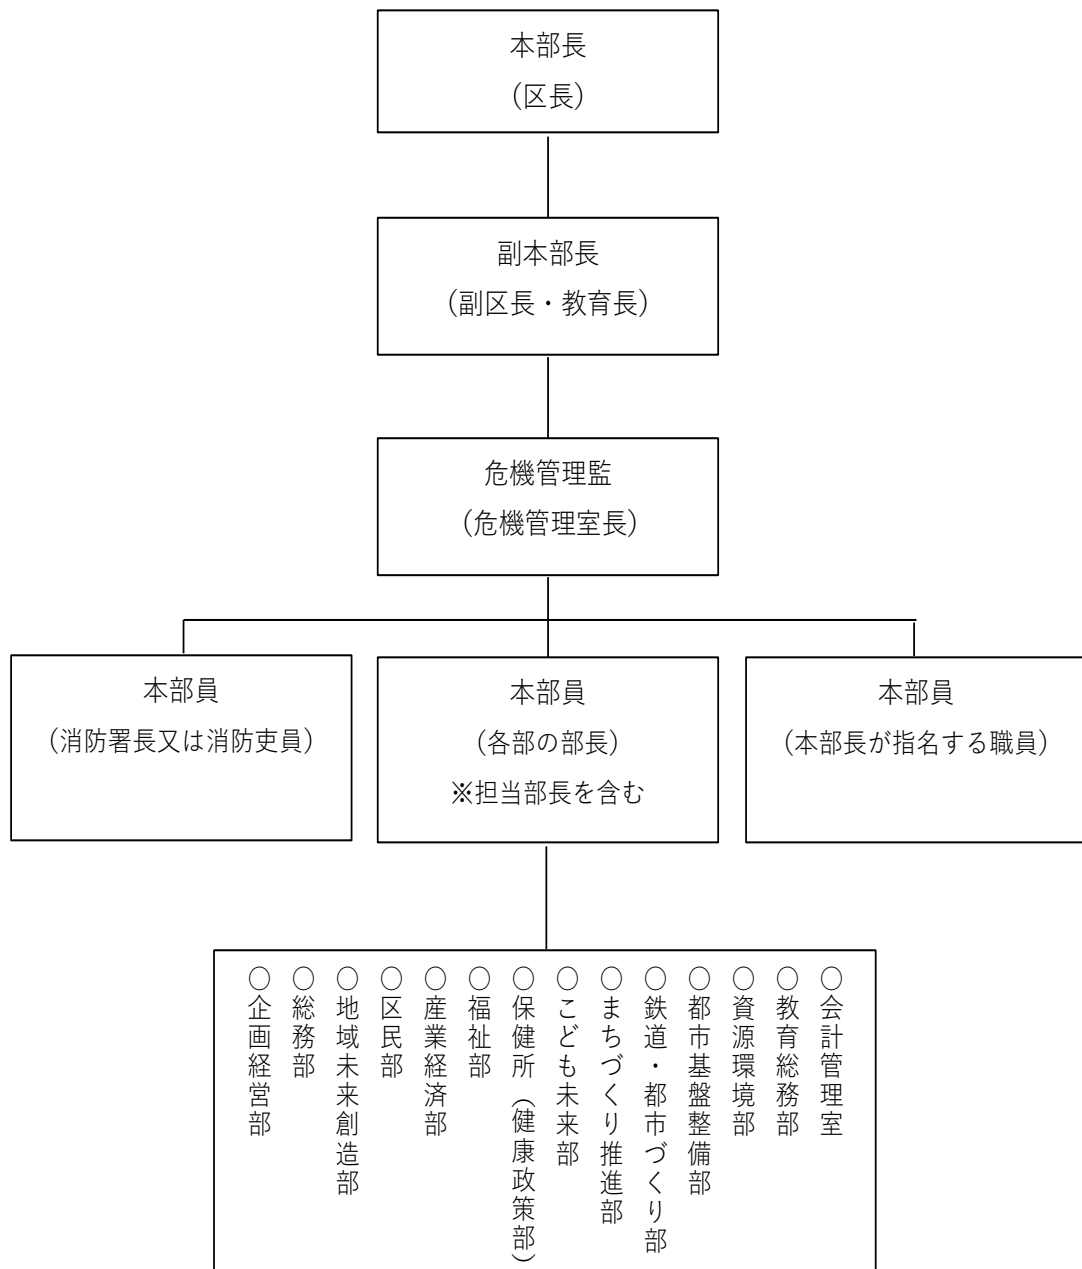 本部長
（区長）
副本部長
（副区長・教育長）
危機管理監
（危機管理室長）
本部員
（消防署長又は消防吏員）
本部員
（各部の部長）
※担当部長を含む
本部員
（本部長が指名する職員）
○企画経営部
○総務部
○地域未来創造部
○区民部
○産業経済部
○福祉部
○保健所（健康政策部）
○こども未来部
○まちづくり推進部
○鉄道・都市づくり部
○都市基盤整備部
○資源環境部
○教育総務部
○会計管理室